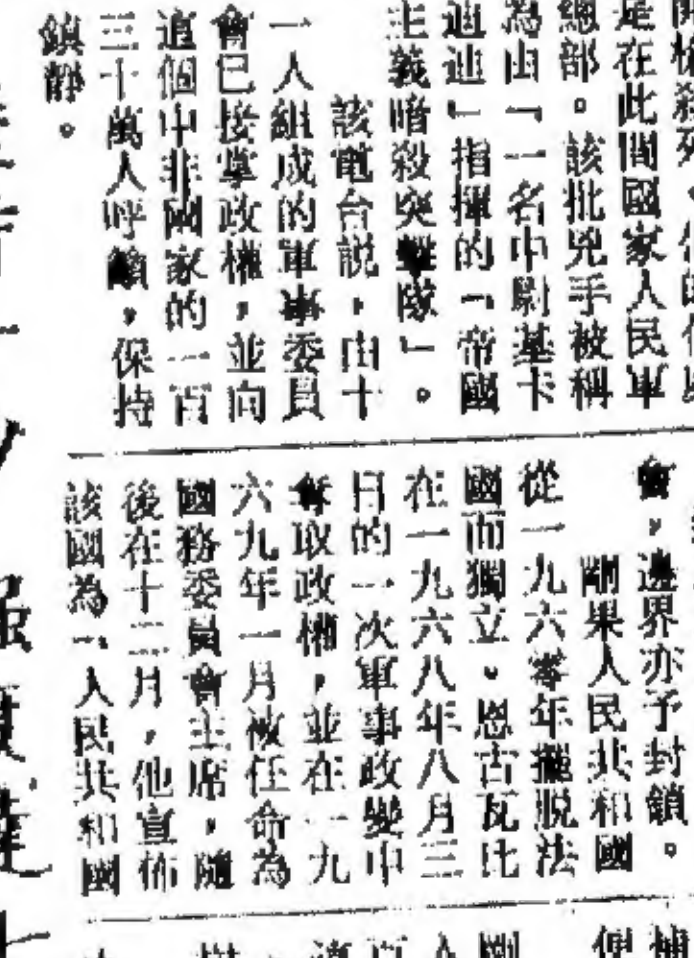 是在此間國家人民軍
總部。該批兇手被稱
為由「一名中尉基卡
迪連」指揮的「帝國
主義暗殺突擊隊」。
該電台説，由十
一人組成的軍事委員
會已接掌政權，並向
這個中非國家的一百
三十萬人呼籲，保持
鎮靜。
會，邊界亦予封鎖。
剛果人民共和國
從一九六零年擺脱法
國而獨立。恩古瓦比
在一九六八年八月三
日的一次軍事政變中
奪取政權，並在一九
六九年一月被任命為
國務委員會主席，隨
後在十二月，他宣佈
該國為「人民共和國